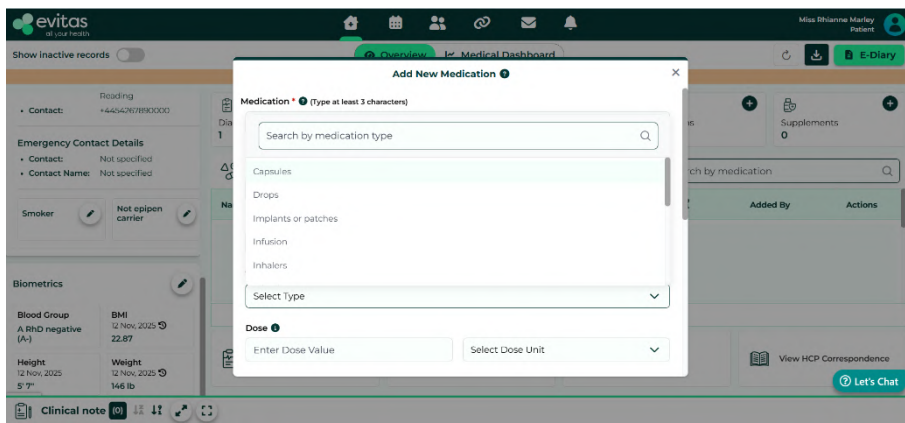 evitas
all your health
Miss Rhianne Marley
Patient
Show inactive records
Overview
Medical Dashboard
E-Diary
Reading
• Contact: +4454267890000
Emergency Contact Details
• Contact: Not specified
• Contact Name: Not specified
Smoker
Not epipen
carrier
Biometrics
Blood Group
A RhD negative
(A-)
BMI
12 Nov, 2025
22.87
Height
12 Nov, 2025
5' 7"
Weight
12 Nov, 2025
146 lb
Add New Medication
Medication * (Type at least 3 characters)
Search by medication type
Capsules
Drops
Implants or patches
Infusion
Inhalers
Select Type
Dose
Enter Dose Value
Select Dose Unit
Dia
1
Supplements
0
rch by medication
Na
Added By
Actions
View HCP Correspondence
Let's Chat
Clinical note (0)